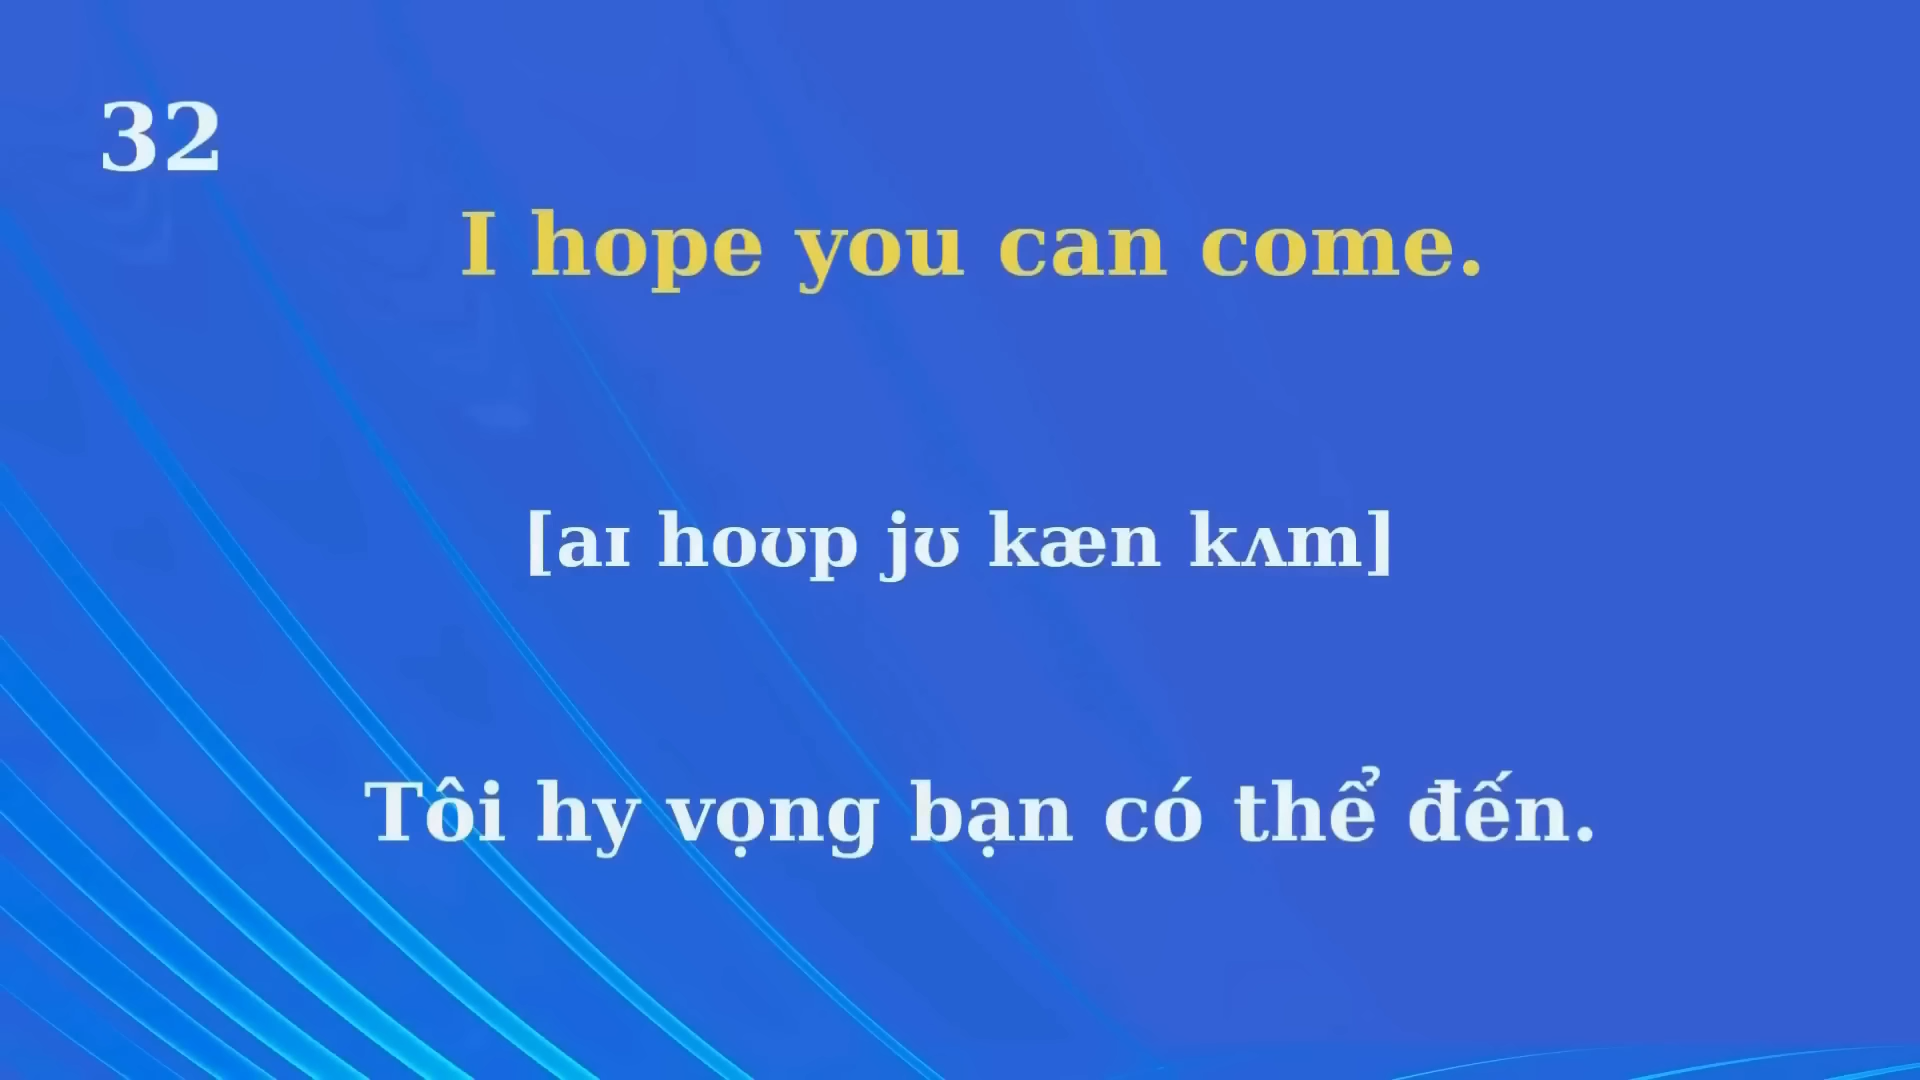 32
I hope you can come.
[aɪ hoʊp jʊ kæn kʌm]
Tôi hy vọng bạn có thể đến.